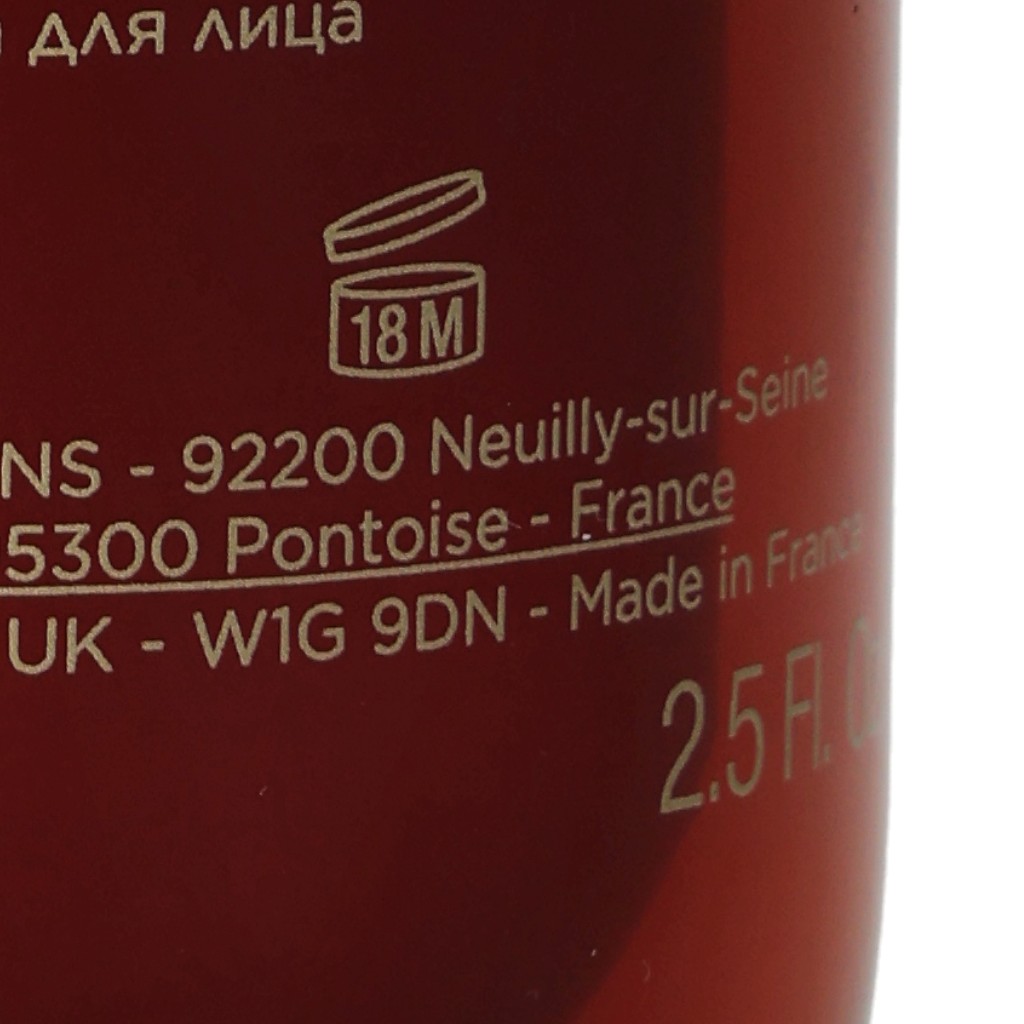 для лица
18 M
NS - 92200 Neuilly-sur-Seine
5300 Pontoise - France
UK - W1G 9DN - Made in France
2.5 Fl. Oz